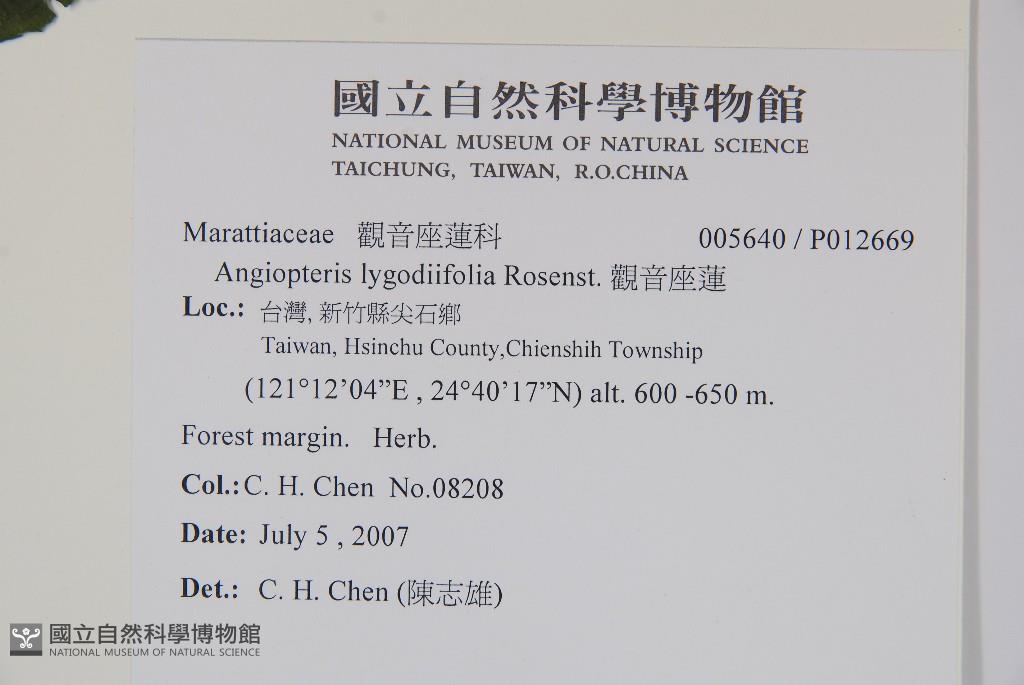 國立自然科學博物館
NATIONAL MUSEUM OF NATURAL SCIENCE
TAICHUNG, TAIWAN, R.O.CHINA
Marattiaceae 觀音座蓮科 005640 / P012669
Angiopteris lygodiifolia Rosenst. 觀音座蓮
Loc.: 台灣, 新竹縣尖石鄉
Taiwan, Hsinchu County,Chienshih Township
(121°12’04”E , 24°40’17”N) alt. 600 -650 m.
Forest margin. Herb.
Col.: C. H. Chen No.08208
Date: July 5 , 2007
Det.: C. H. Chen (陳志雄)
國立自然科學博物館
NATIONAL MUSEUM OF NATURAL SCIENCE